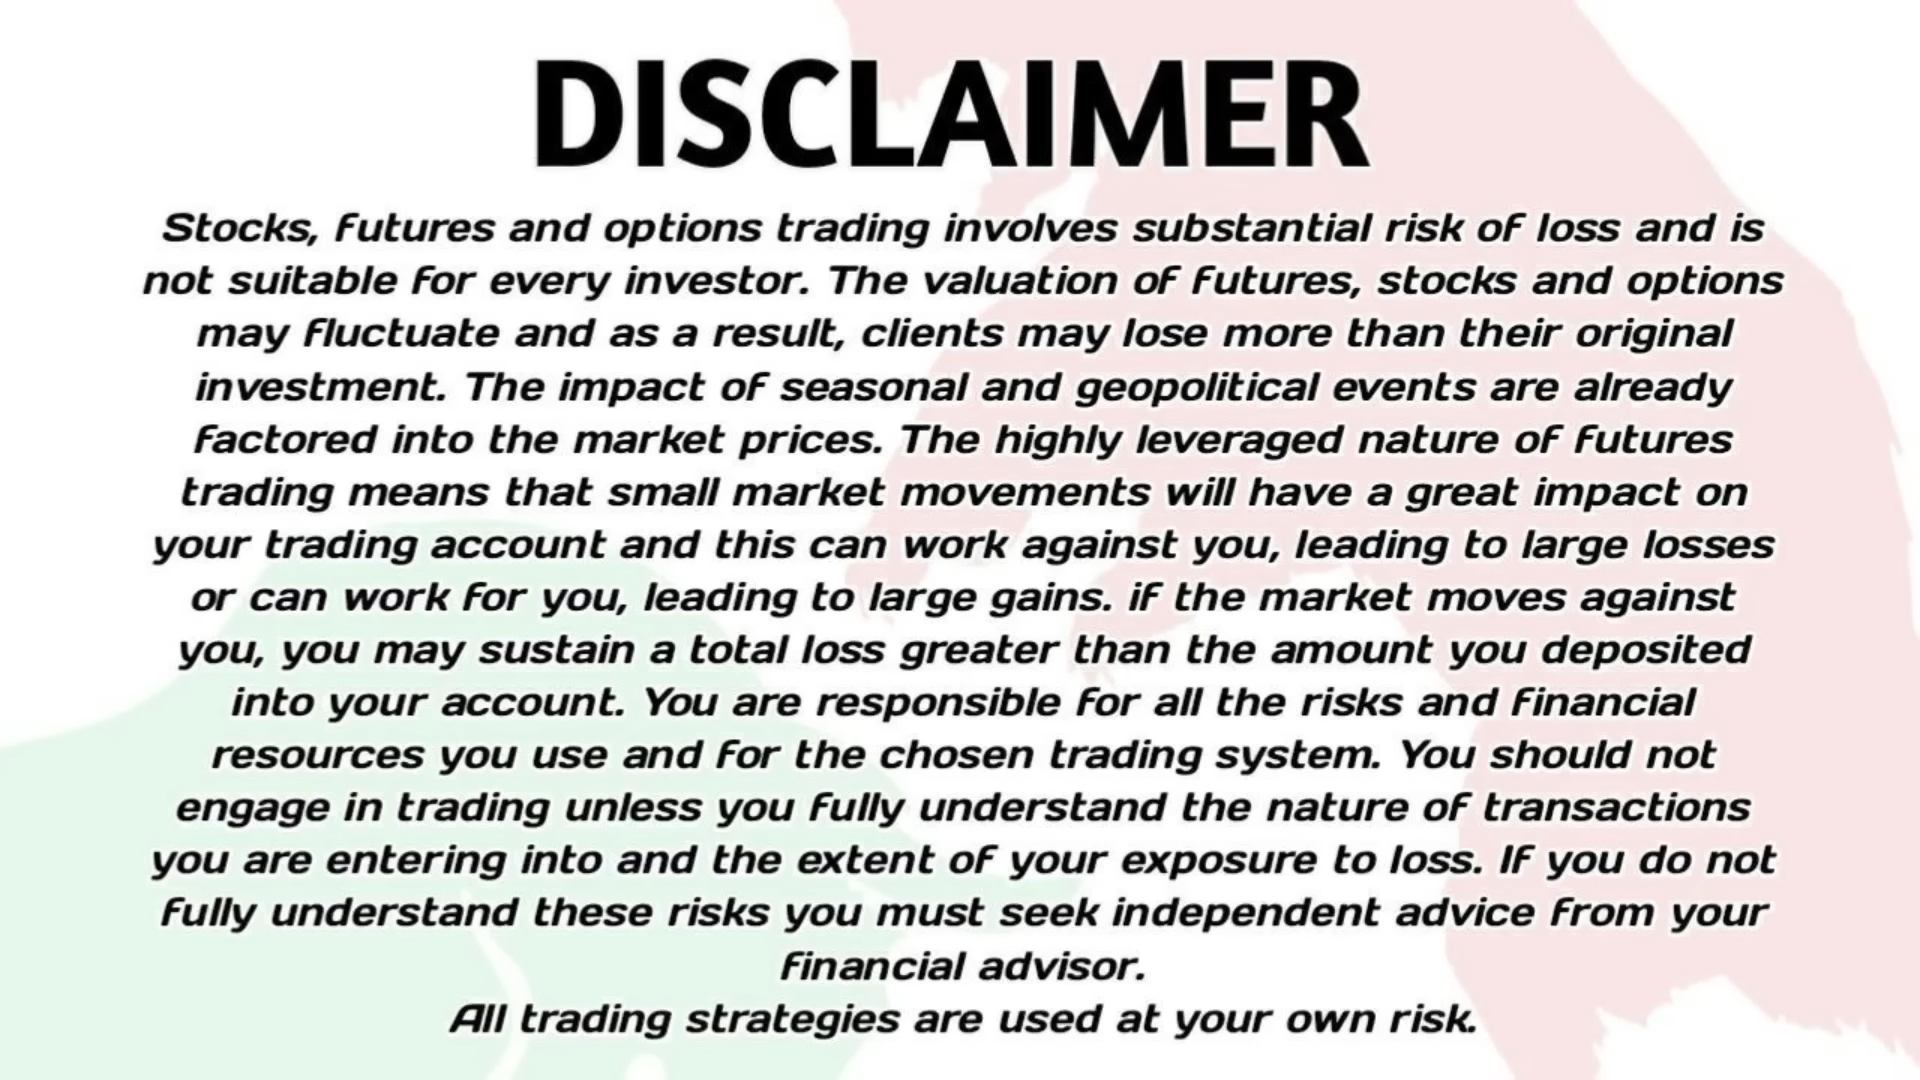 DISCLAIMER
Stocks, futures and options trading involves substantial risk of loss and is
not suitable for every investor. The valuation of futures, stocks and options
may fluctuate and as a result, clients may lose more than their original
investment. The impact of seasonal and geopolitical events are already
factored into the market prices. The highly leveraged nature of futures
trading means that small market movements will have a great impact on
your trading account and this can work against you, leading to large losses
or can work for you, leading to large gains. if the market moves against
you, you may sustain a total loss greater than the amount you deposited
into your account. You are responsible for all the risks and financial
resources you use and for the chosen trading system. You should not
engage in trading unless you fully understand the nature of transactions
you are entering into and the extent of your exposure to loss. If you do not
fully understand these risks you must seek independent advice from your
financial advisor.
All trading strategies are used at your own risk.